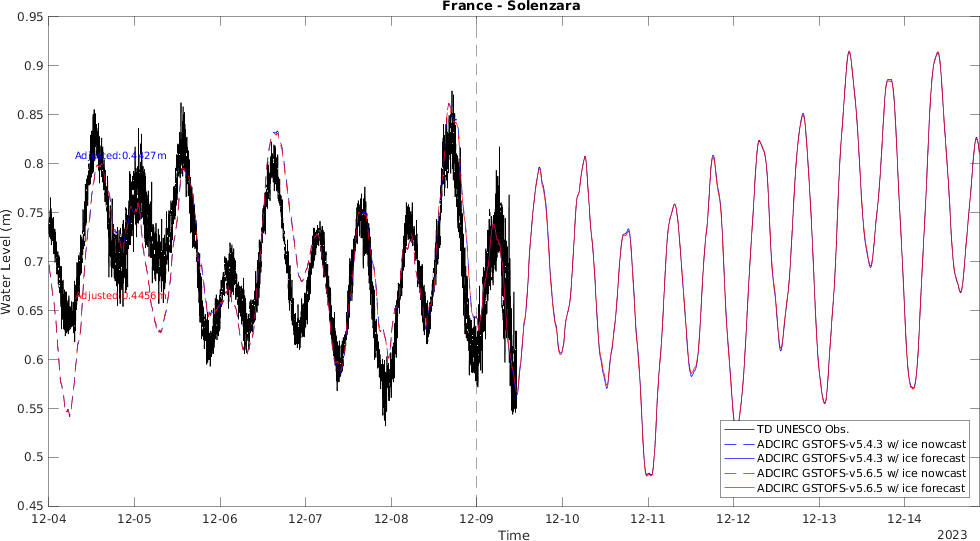 France - Solenzara
0.95
0.9
0.85
0.8
0.75
0.7
0.65
0.6
0.55
0.5
0.45
Water Level (m)
Adjusted:0.4427m
Adjusted:0.4456m
TD UNESCO Obs.
ADCIRC GSTOFS-v5.4.3 w/ ice nowcast
ADCIRC GSTOFS-v5.4.3 w/ ice forecast
ADCIRC GSTOFS-v5.6.5 w/ ice nowcast
ADCIRC GSTOFS-v5.6.5 w/ ice forecast
12-04 12-05 12-06 12-07 12-08 12-09 12-10 12-11 12-12 12-13 12-14
Time
2023